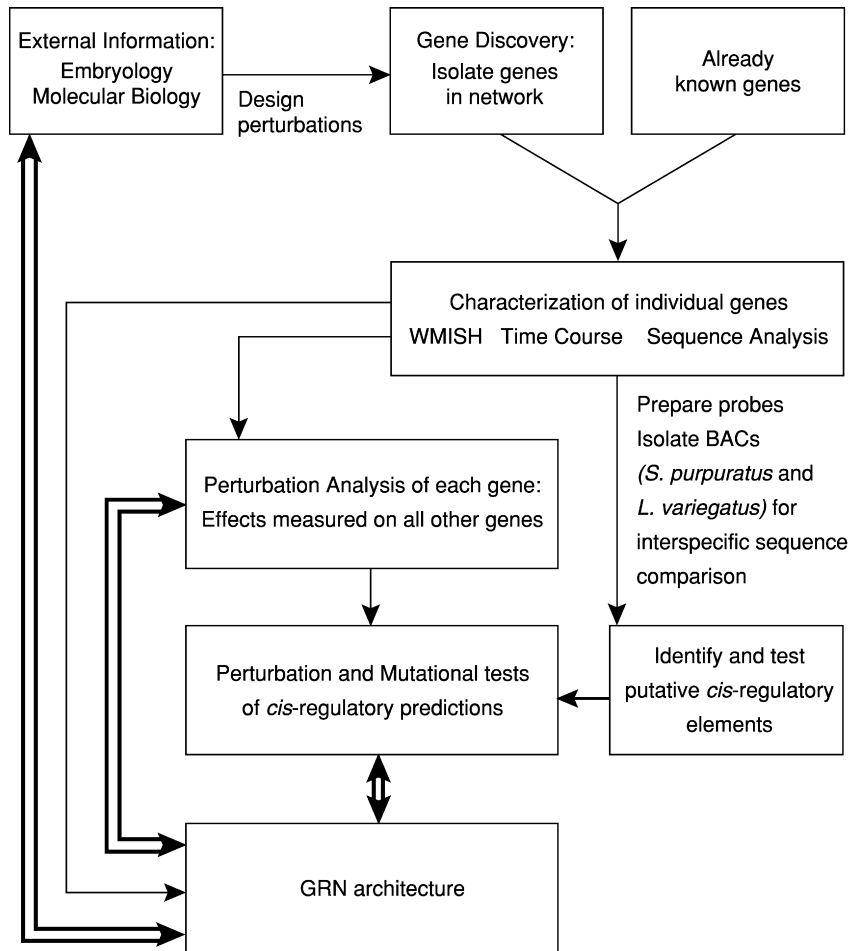 External Information:
Embryology
Molecular Biology
Design
perturbations
Gene Discovery:
Isolate genes
in network
Already
known genes
Characterization of individual genes
WMISH Time Course Sequence Analysis
Prepare probes
Isolate BACs
(S. purpuratus and
L. variegatus) for
interspecific sequence
comparison
Perturbation Analysis of each gene:
Effects measured on all other genes
Perturbation and Mutational tests
of cis-regulatory predictions
Identify and test
putative cis-regulatory
elements
GRN architecture